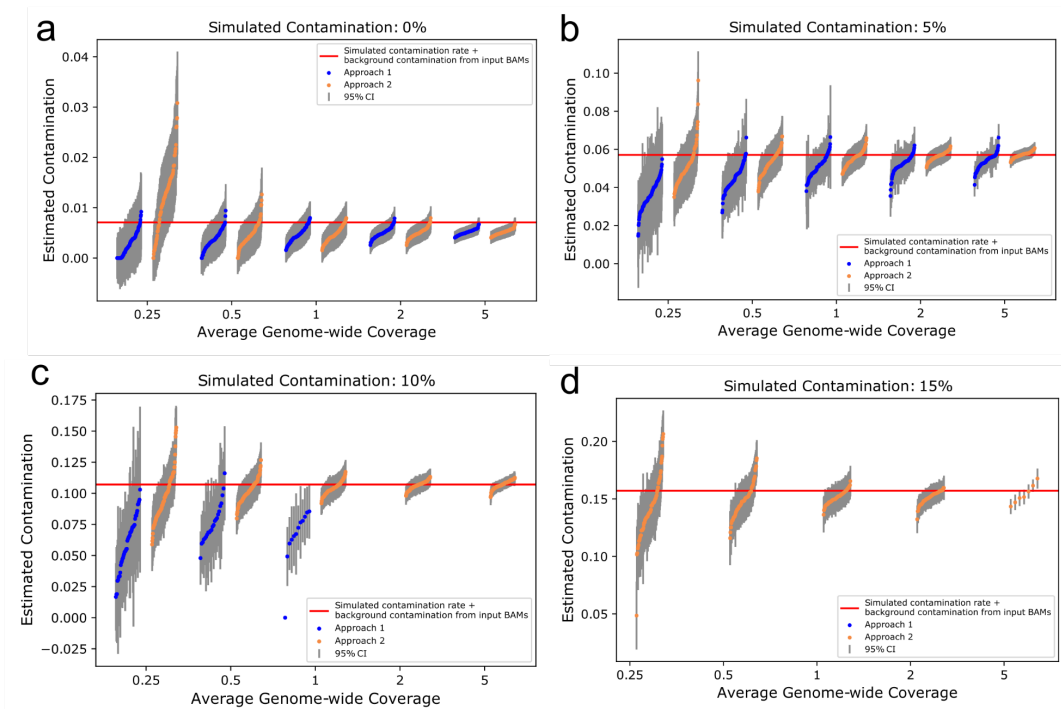 a
Simulated Contamination: 0%
Estimated Contamination
0.04
0.03
0.02
0.01
0.00
Simulated contamination rate +
background contamination from input BAMs
Approach 1
Approach 2
95% CI
0.25 0.5 1 2 5
Average Genome-wide Coverage
b
Simulated Contamination: 5%
Estimated Contamination
0.10
0.08
0.06
0.04
0.02
0.00
Simulated contamination rate +
background contamination from input BAMs
Approach 1
Approach 2
95% CI
0.25 0.5 1 2 5
Average Genome-wide Coverage
c
Simulated Contamination: 10%
Estimated Contamination
0.175
0.150
0.125
0.100
0.075
0.050
0.025
0.000
−0.025
Simulated contamination rate +
background contamination from input BAMs
Approach 1
Approach 2
95% CI
0.25 0.5 1 2 5
Average Genome-wide Coverage
d
Simulated Contamination: 15%
Estimated Contamination
0.20
0.15
0.10
0.05
Simulated contamination rate +
background contamination from input BAMs
Approach 1
Approach 2
95% CI
0.25 0.5 1 2 5
Average Genome-wide Coverage